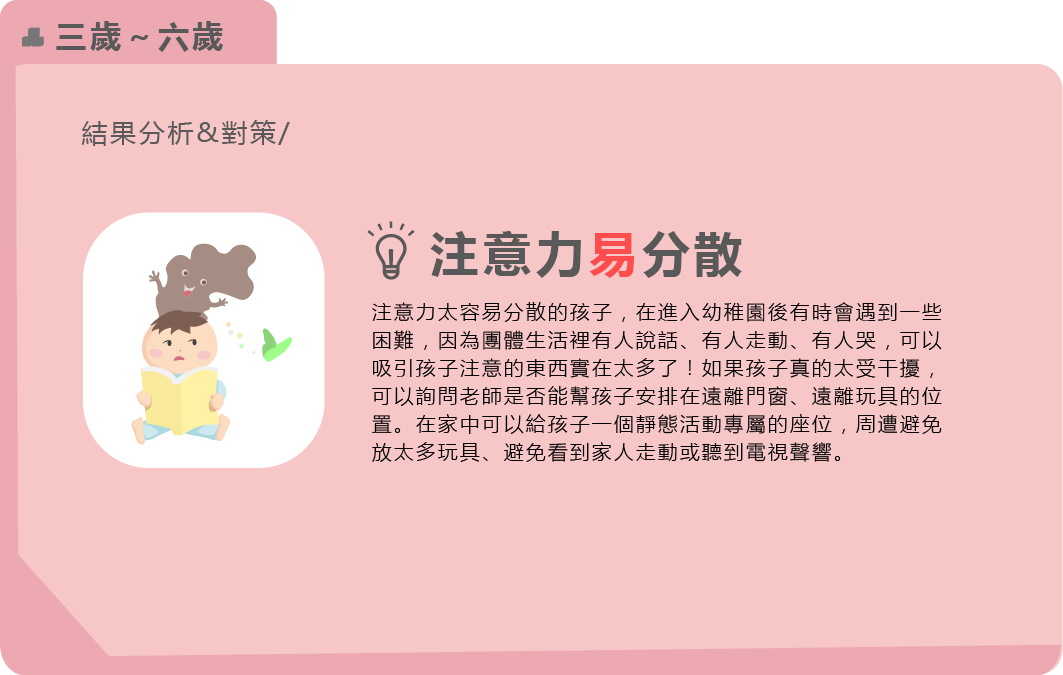 三歲~六歲
結果分析&對策/
注意力易分散
注意力太容易分散的孩子，在進入幼稚園後有時會遇到一些
困難，因為團體生活裡有人說話、有人走動、有人哭，可以
吸引孩子注意的東西實在太多了！如果孩子真的太受干擾，
可以詢問老師是否能幫孩子安排在遠離門窗、遠離玩具的位
置。在家中可以給孩子一個靜態活動專屬的座位，周遭避免
放太多玩具、避免看到家人走動或聽到電視聲響。